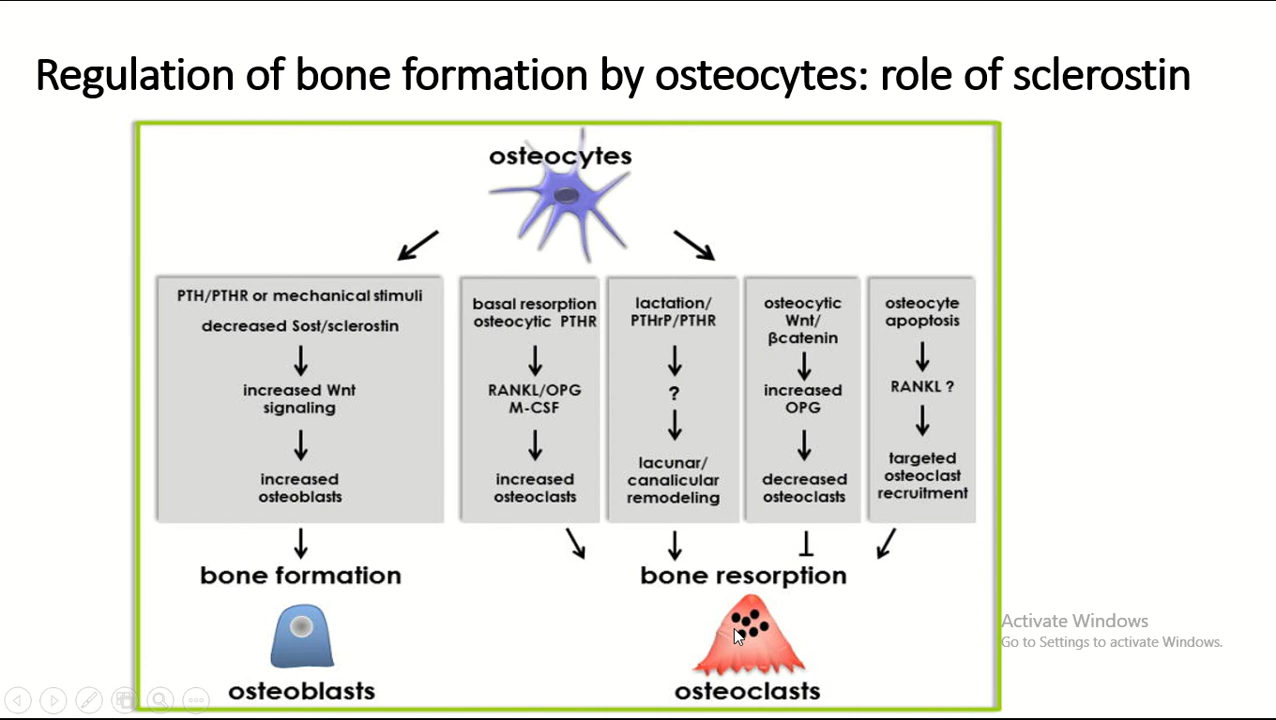 Regulation of bone formation by osteocytes: role of sclerostin
osteocytes
PTH/PTHR or mechanical stimuli
decreased Sost/sclerostin
increased Wnt
signaling
increased
osteoblasts
bone formation
osteoblasts
basal resorption
osteocytic PTHR
RANKL/OPG
M-CSF
increased
osteoclasts
lactation/
PTHrP/PTHR
?
lacunar/
canalicular
remodeling
osteocytic
Wnt/
βcatenin
increased
OPG
decreased
osteoclasts
osteocyte
apoptosis
RANKL ?
targeted
osteoclast
recruitment
bone resorption
osteoclasts
Activate Windows
Go to Settings to activate Windows.